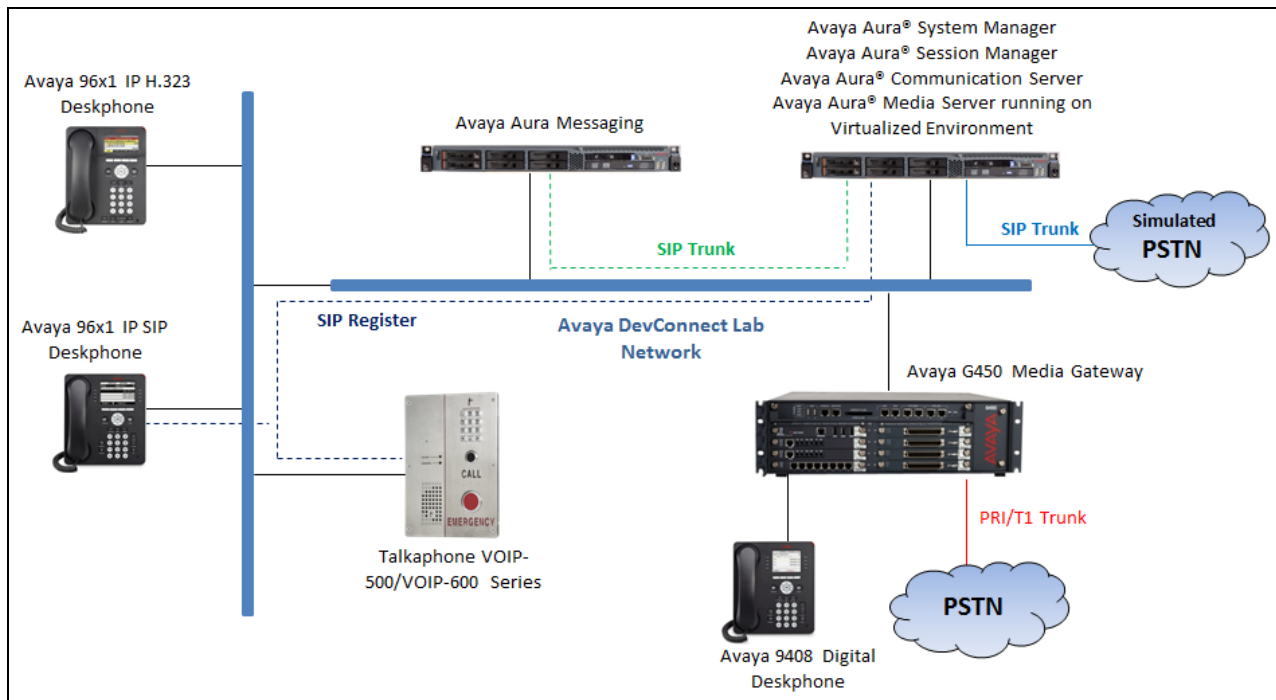 Avaya Aura® System Manager
Avaya Aura® Session Manager
Avaya Aura® Communication Server
Avaya Aura® Media Server running on
Virtualized Environment
Avaya 96x1 IP H.323
Deskphone
Avaya Aura Messaging
SIP Trunk
SIP Trunk
Simulated
PSTN
SIP Register
Avaya DevConnect Lab
Network
Avaya 96x1 IP SIP
Deskphone
Avaya G450 Media Gateway
AVAYA
CALL
EMERGENCY
Talkaphone VOIP-
500/VOIP-600 Series
PRI/T1 Trunk
PSTN
Avaya 9408 Digital
Deskphone